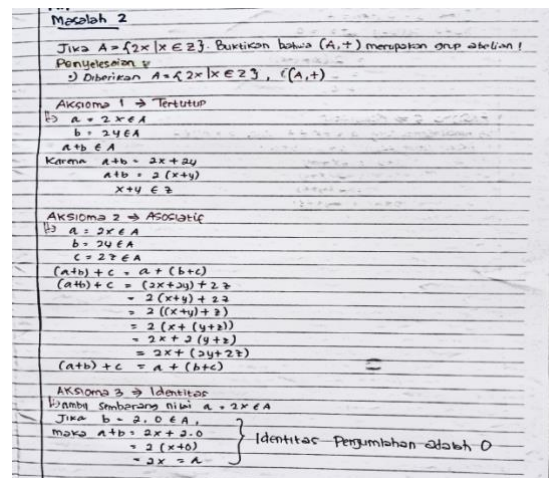 Masalah 2
Jika A = {2x | x ∈ Z}. Buktikan bahwa (A, +) merupakan grup abelian !
Penyelesaian :
•) Diberikan A = {2x | x ∈ Z}, (A, +)
Aksioma 1 → Tertutup
a = 2x ∈ A
b = 2y ∈ A
a+b ∈ A
Karena a+b = 2x + 2y
a+b = 2 (x+y)
x+y ∈ Z
Aksioma 2 → Asosiatif
a = 2x ∈ A
b = 2y ∈ A
c = 2z ∈ A
(a+b) + c = a + (b+c)
(a+b) + c = (2x+2y) + 2z
= 2 (x+y) + 2z
= 2 ((x+y) + z)
= 2 (x + (y+z))
= 2x + 2 (y+z)
= 2x + (2y+2z)
(a+b) + c = a + (b+c)
Aksioma 3 → Identitas
Ambil sembarang nilai a = 2x ∈ A
Jika b = 2.0 ∈ A,
maka a+b = 2x + 2.0
= 2 (x+0)
= 2x = A
Identitas Penjumlahan adalah 0